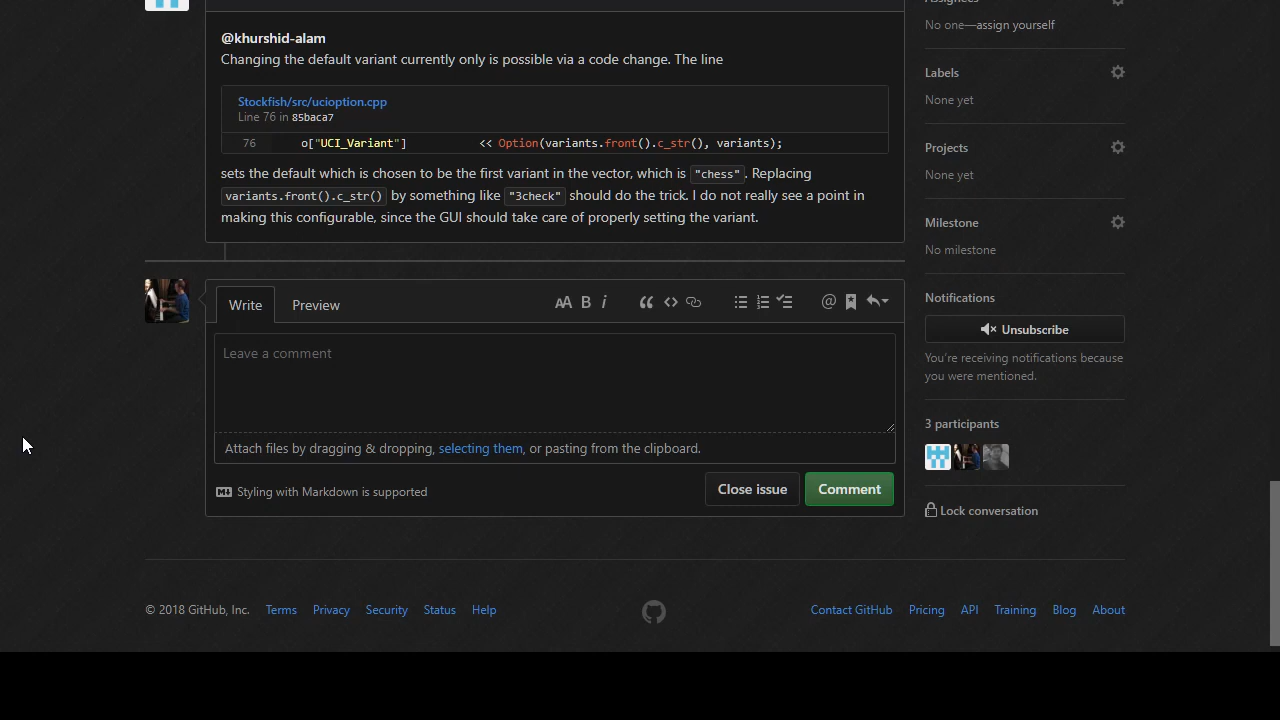 Assignees
No one—assign yourself
@khurshid-alam
Changing the default variant currently only is possible via a code change. The line
Stockfish/src/ucioption.cpp
Line 76 in 85baca7
76 o["UCI_Variant"] << Option(variants.front().c_str(), variants);
sets the default which is chosen to be the first variant in the vector, which is "chess". Replacing
variants.front().c_str() by something like "3check" should do the trick. I do not really see a point in
making this configurable, since the GUI should take care of properly setting the variant.
Labels
None yet
Projects
None yet
Milestone
No milestone
Notifications
Unsubscribe
You're receiving notifications because
you were mentioned.
3 participants
Lock conversation
Write Preview
AA B i
Leave a comment
Attach files by dragging & dropping, selecting them, or pasting from the clipboard.
Styling with Markdown is supported
Close issue Comment
© 2018 GitHub, Inc. Terms Privacy Security Status Help
Contact GitHub Pricing API Training Blog About